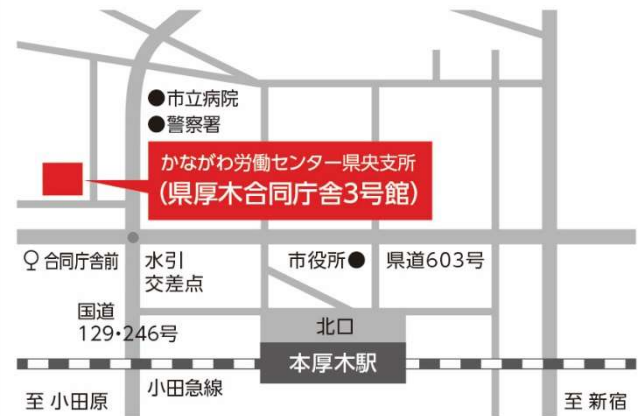 ●市立病院
●警察署
かながわ労働センター県央支所
(県厚木合同庁舎3号館)
合同庁舎前
水引
交差点
市役所●
県道603号
国道
129・246号
北口
本厚木駅
小田急線
至 小田原
至 新宿